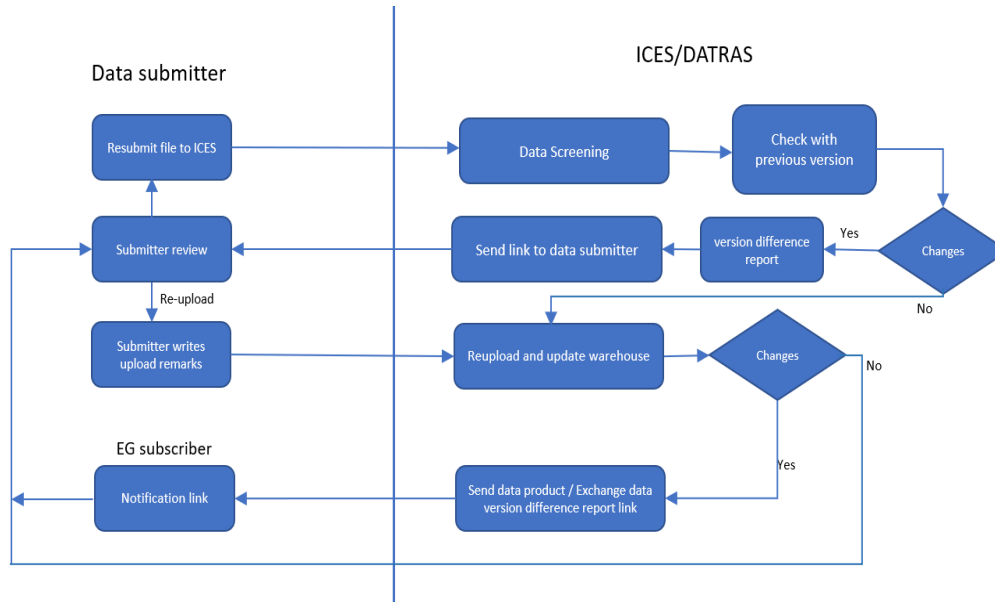 Data submitter
ICES/DATRAS
Resubmit file to ICES
Data Screening
Check with
previous version
Submitter review
Send link to data submitter
version difference
report
Yes
Changes
No
Re-upload
Submitter writes
upload remarks
Reupload and update warehouse
Changes
No
Yes
EG subscriber
Notification link
Send data product / Exchange data
version difference report link